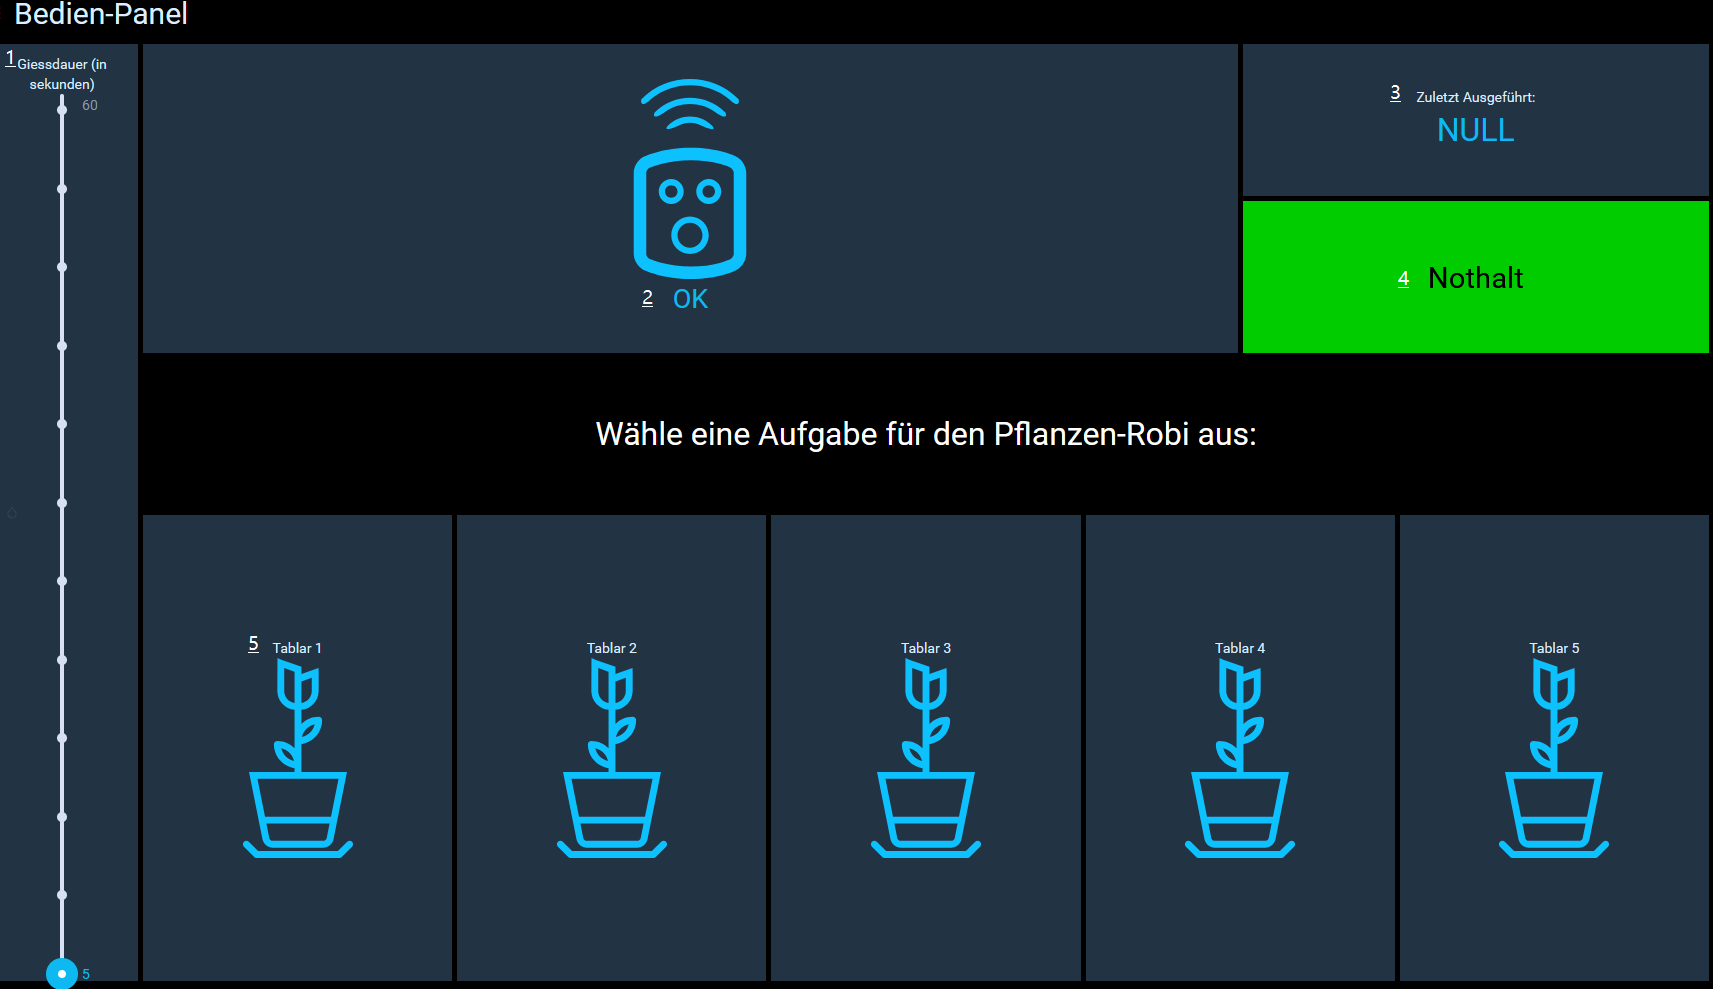 Bedien-Panel
1 Giessdauer (in
sekunden)
60
3 Zuletzt Ausgeführt:
NULL
4 Nothalt
2 OK
Wähle eine Aufgabe für den Pflanzen-Robi aus:
5 Tablar 1
Tablar 2
Tablar 3
Tablar 4
Tablar 5
5